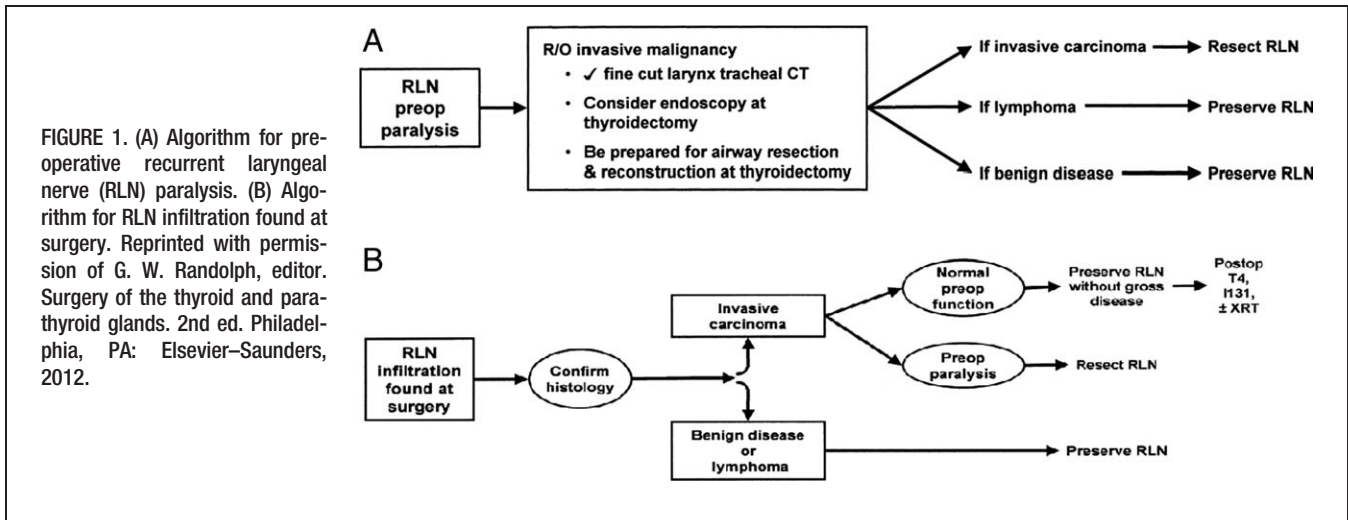 FIGURE 1. (A) Algorithm for pre-
operative recurrent laryngeal
nerve (RLN) paralysis. (B) Algo-
rithm for RLN infiltration found at
surgery. Reprinted with permis-
sion of G. W. Randolph, editor.
Surgery of the thyroid and para-
thyroid glands. 2nd ed. Philadel-
phia, PA: Elsevier–Saunders,
2012.
A
RLN
preop
paralysis
R/O invasive malignancy
• ✓ fine cut larynx tracheal CT
• Consider endoscopy at
thyroidectomy
• Be prepared for airway resection
& reconstruction at thyroidectomy
If invasive carcinoma
Resect RLN
If lymphoma
Preserve RLN
If benign disease
Preserve RLN
B
RLN
infiltration
found at
surgery
Confirm
histology
Invasive
carcinoma
Normal
preop
function
Preserve RLN
without gross
disease
Postop
T4,
I131,
± XRT
Preop
paralysis
Resect RLN
Benign disease
or
lymphoma
Preserve RLN